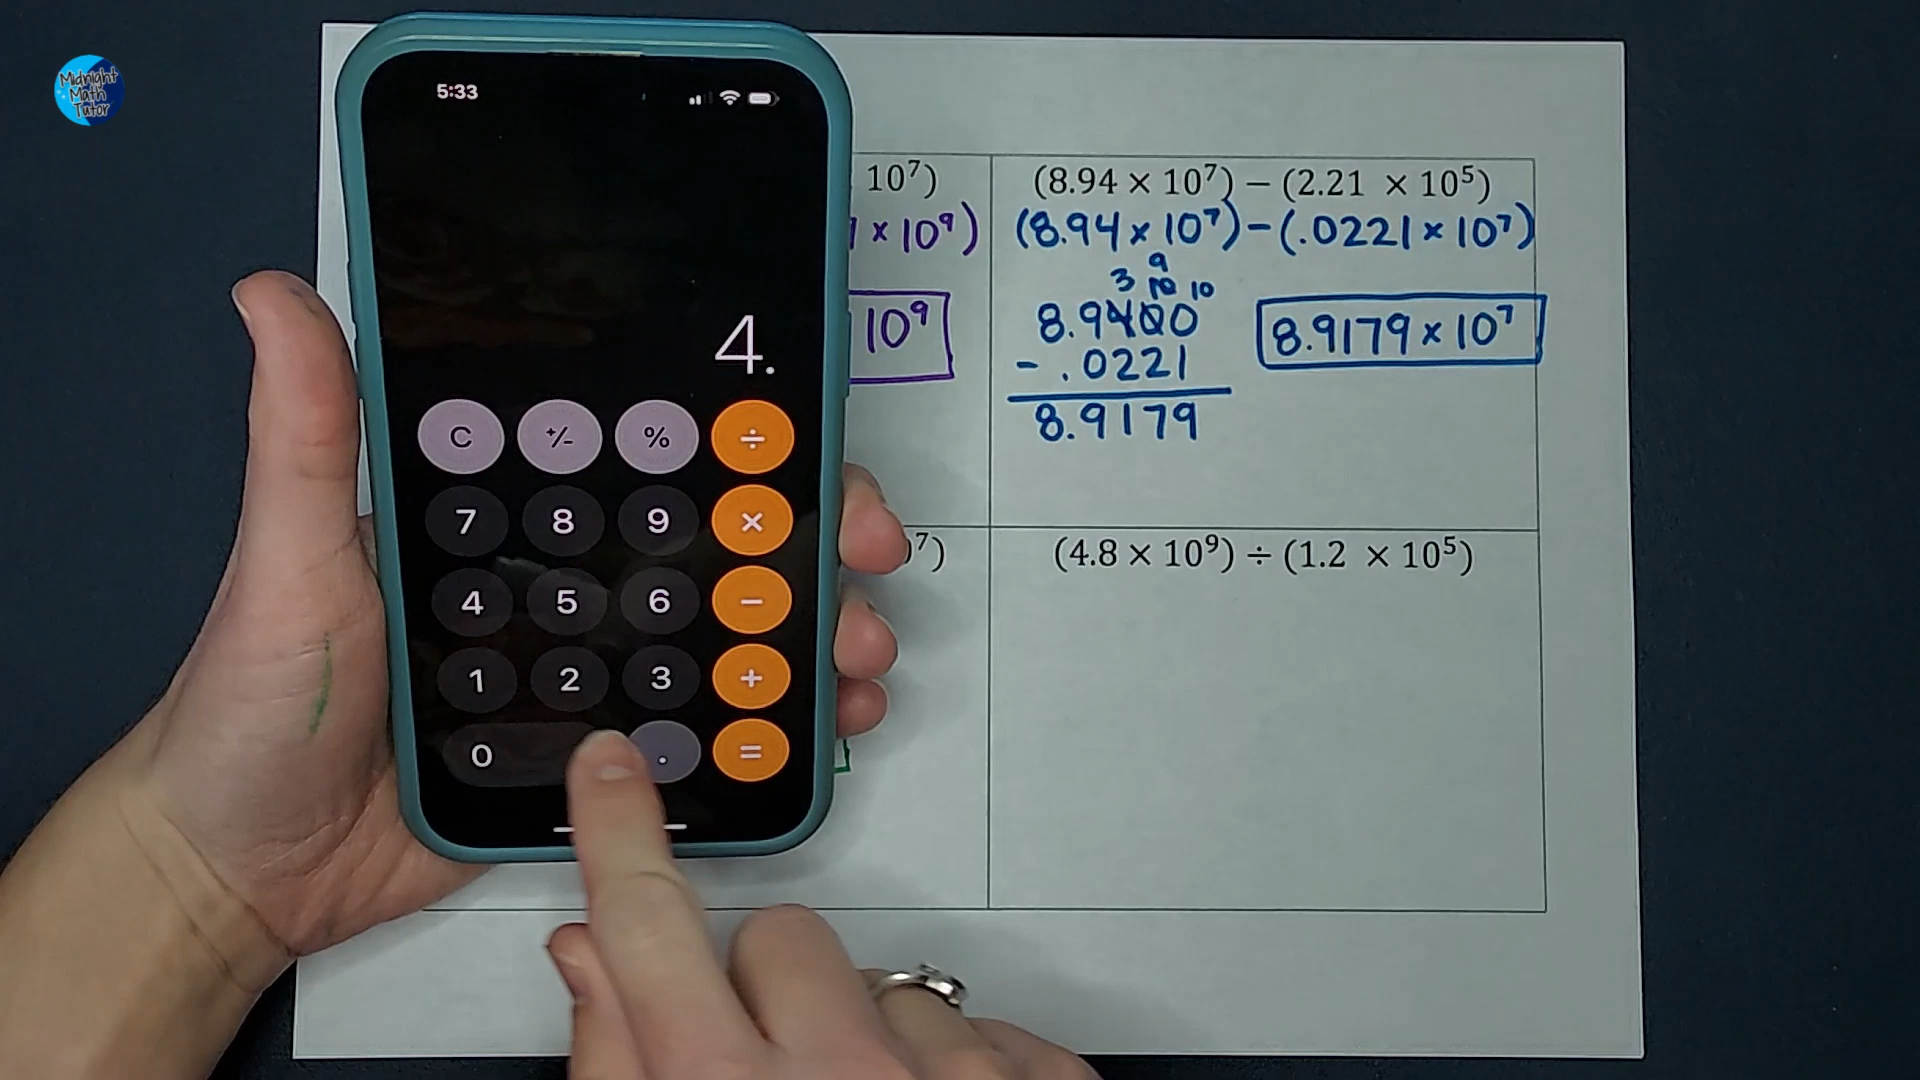 Midnight
Math
Tutor
5:33
4.
C +/- % ÷
7 8 9 ×
4 5 6 −
1 2 3 +
0 . =
10⁷)
× 10⁹)
10⁹
⁷)
(8.94 × 10⁷) − (2.21 × 10⁵)
(8.94 × 10⁷) − (.0221 × 10⁷)
9
3 10 10
8.9400
- .0221
8.9179
8.9179 × 10⁷
(4.8 × 10⁹) ÷ (1.2 × 10⁵)